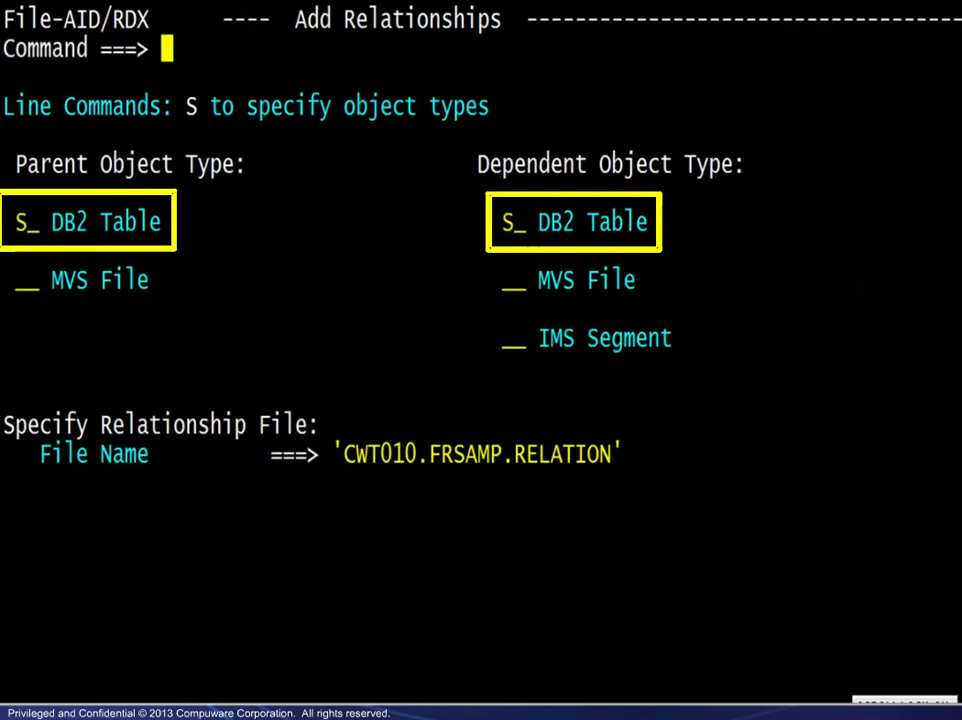 File-AID/RDX ---- Add Relationships ------------------------------------
Command ===>
Line Commands: S to specify object types
Parent Object Type: Dependent Object Type:
S_ DB2 Table S_ DB2 Table
__ MVS File __ MVS File
__ IMS Segment
Specify Relationship File:
File Name ===> 'CWT010.FRSAMP.RELATION'
Privileged and Confidential © 2013 Compuware Corporation. All rights reserved.